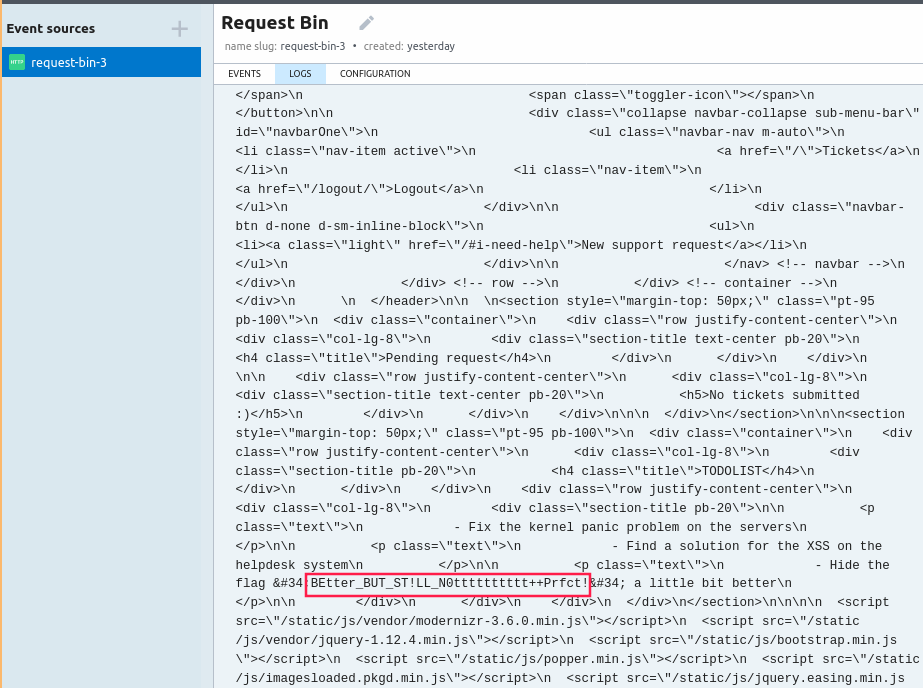 Event sources
HTTP
request-bin-3
Request Bin
name slug: request-bin-3 • created: yesterday
EVENTS LOGS CONFIGURATION
</span>\n <span class=\"toggler-icon\"></span>\n
</button>\n\n <div class=\"collapse navbar-collapse sub-menu-bar\"
id=\"navbarOne\">\n <ul class=\"navbar-nav m-auto\">\n
<li class=\"nav-item active\">\n <a href=\"/\">Tickets</a>\n
</li>\n <li class=\"nav-item\">\n
<a href=\"/logout/\">Logout</a>\n </li>\n
</ul>\n </div>\n\n <div class=\"navbar-
btn d-none d-sm-inline-block\">\n <ul>\n
<li><a class=\"light\" href=\"/#i-need-help\">New support request</a></li>\n
</ul>\n </div>\n\n </nav> <!-- navbar -->\n
</div>\n </div> <!-- row -->\n </div> <!-- container -->\n
</div>\n \n </header>\n\n \n<section style=\"margin-top: 50px;\" class=\"pt-95
pb-100\">\n <div class=\"container\">\n <div class=\"row justify-content-center\">\n
<div class=\"col-lg-8\">\n <div class=\"section-title text-center pb-20\">\n
<h4 class=\"title\">Pending request</h4>\n </div>\n </div>\n </div>\n
\n\n <div class=\"row justify-content-center\">\n <div class=\"col-lg-8\">\n
<div class=\"section-title text-center pb-20\">\n <h5>No tickets submitted
:)</h5>\n </div>\n </div>\n </div>\n\n\n </div>\n</section>\n\n\n<section
style=\"margin-top: 50px;\" class=\"pt-95 pb-100\">\n <div class=\"container\">\n <div
class=\"row justify-content-center\">\n <div class=\"col-lg-8\">\n <div
class=\"section-title pb-20\">\n <h4 class=\"title\">TODOLIST</h4>\n
</div>\n </div>\n </div>\n <div class=\"row justify-content-center\">\n
<div class=\"col-lg-8\">\n <div class=\"section-title pb-20\">\n\n <p
class=\"text\">\n - Fix the kernel panic problem on the servers\n
</p>\n\n <p class=\"text\">\n - Find a solution for the XSS on the
helpdesk system\n </p>\n\n <p class=\"text\">\n - Hide the
flag &#34;BEtter_BUT_ST!LL_N0tttttttttt++Prfct!&#34; a little bit better\n
</p>\n\n </div>\n </div>\n </div>\n </div>\n</section>\n\n\n\n\n <script
src=\"/static/js/vendor/modernizr-3.6.0.min.js\"></script>\n <script src=\"/static
/js/vendor/jquery-1.12.4.min.js\"></script>\n <script src=\"/static/js/bootstrap.min.js
\"></script>\n <script src=\"/static/js/popper.min.js\"></script>\n <script src=\"/static
/js/imagesloaded.pkgd.min.js\"></script>\n <script src=\"/static/js/jquery.easing.min.js